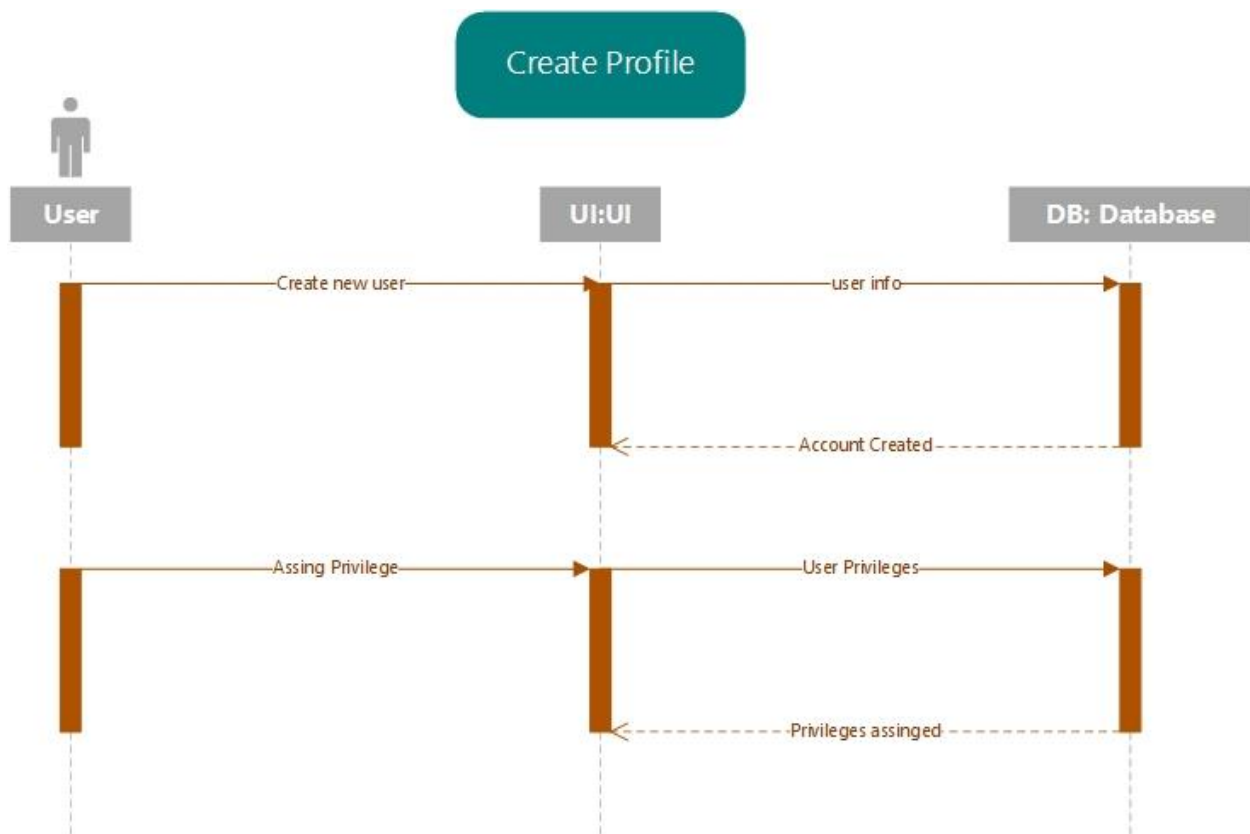 Create Profile
User
UI:UI
DB: Database
Create new user
user info
Account Created
Assing Privilege
User Privileges
Privileges assinged